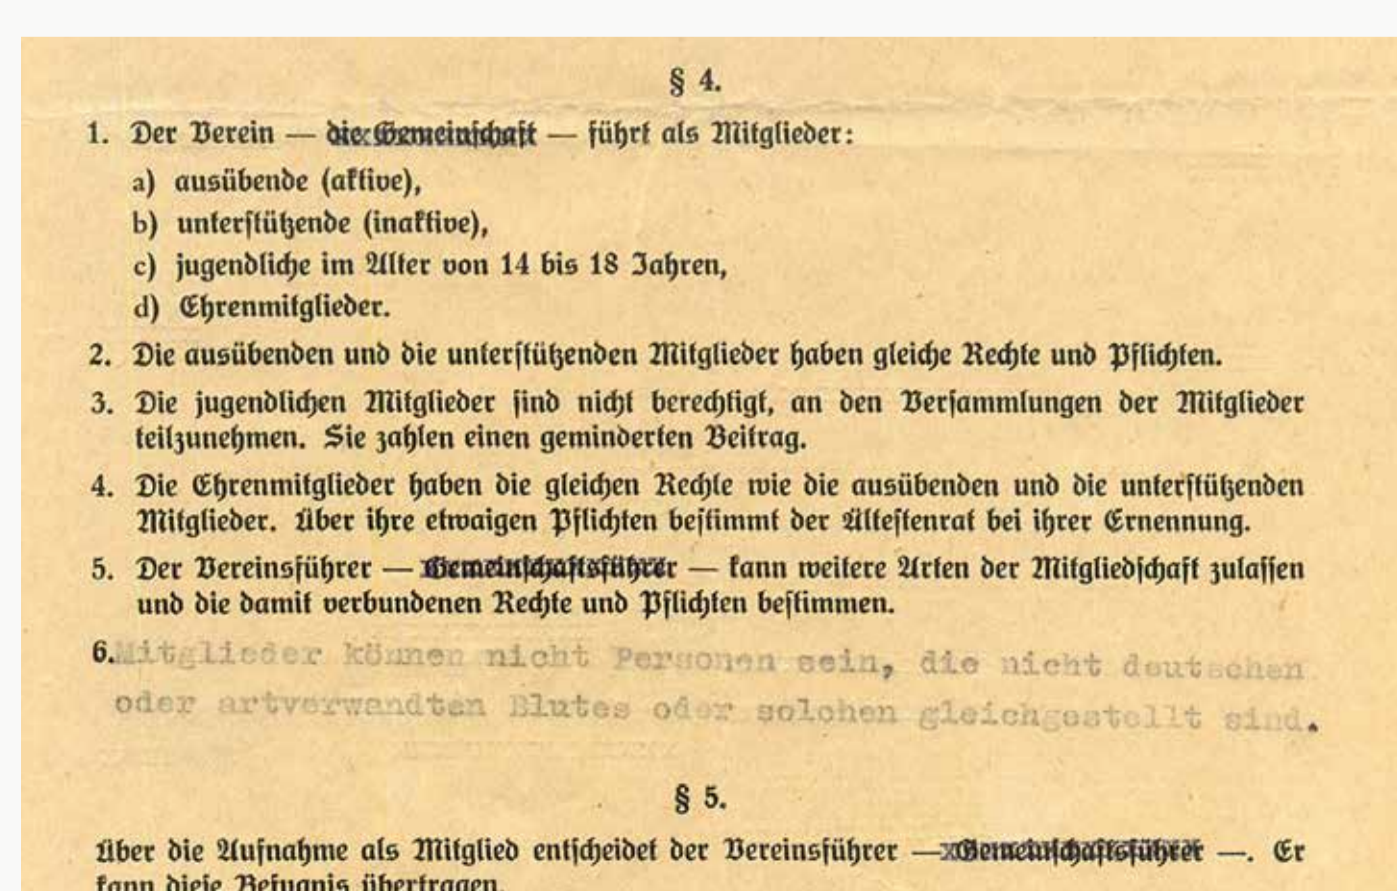 § 4.
1. Der Verein — die Gemeinschaft — führt als Mitglieder:
a) ausübende (aktive),
b) unterstützende (inaktive),
c) jugendliche im Alter von 14 bis 18 Jahren,
d) Ehrenmitglieder.
2. Die ausübenden und die unterstützenden Mitglieder haben gleiche Rechte und Pflichten.
3. Die jugendlichen Mitglieder sind nicht berechtigt, an den Versammlungen der Mitglieder
teilzunehmen. Sie zahlen einen geminderten Beitrag.
4. Die Ehrenmitglieder haben die gleichen Rechte wie die ausübenden und die unterstützenden
Mitglieder. Über ihre etwaigen Pflichten bestimmt der Ältestenrat bei ihrer Ernennung.
5. Der Vereinsführer — Gemeinschaftsführer — kann weitere Arten der Mitgliedschaft zulassen
und die damit verbundenen Rechte und Pflichten bestimmen.
6. Mitglieder können nicht Personen sein, die nicht deutschen
oder artverwandten Blutes oder solchen gleichgestellt sind.
§ 5.
Über die Aufnahme als Mitglied entscheidet der Vereinsführer — Gemeinschaftsführer —. Er
kann diese Befugnis übertragen.